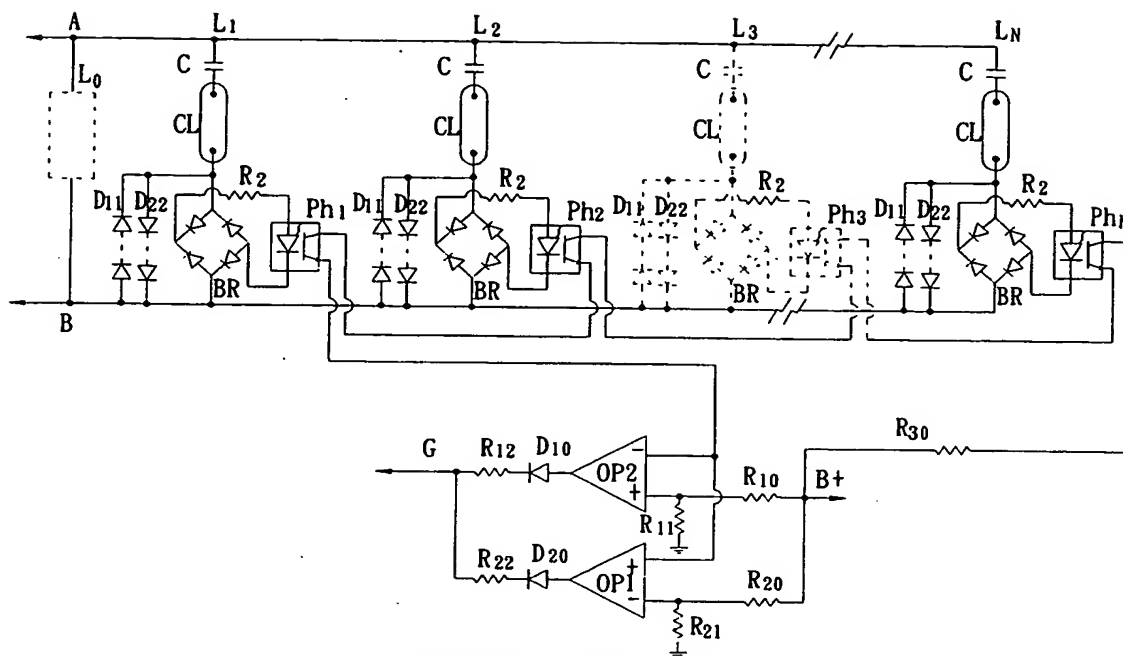 A L1 L2 L3 LN
C C C C
L0
CL CL CL CL
R2 R2 R2 R2
D11 D22 Ph1 D11 D22 Ph2 D11 D22 Ph3 D11 D22
BR BR BR BR
B
R30
G R12 D10 OP2 - + R10 B+
R11
R22 D20 OP1 + - R20
R21